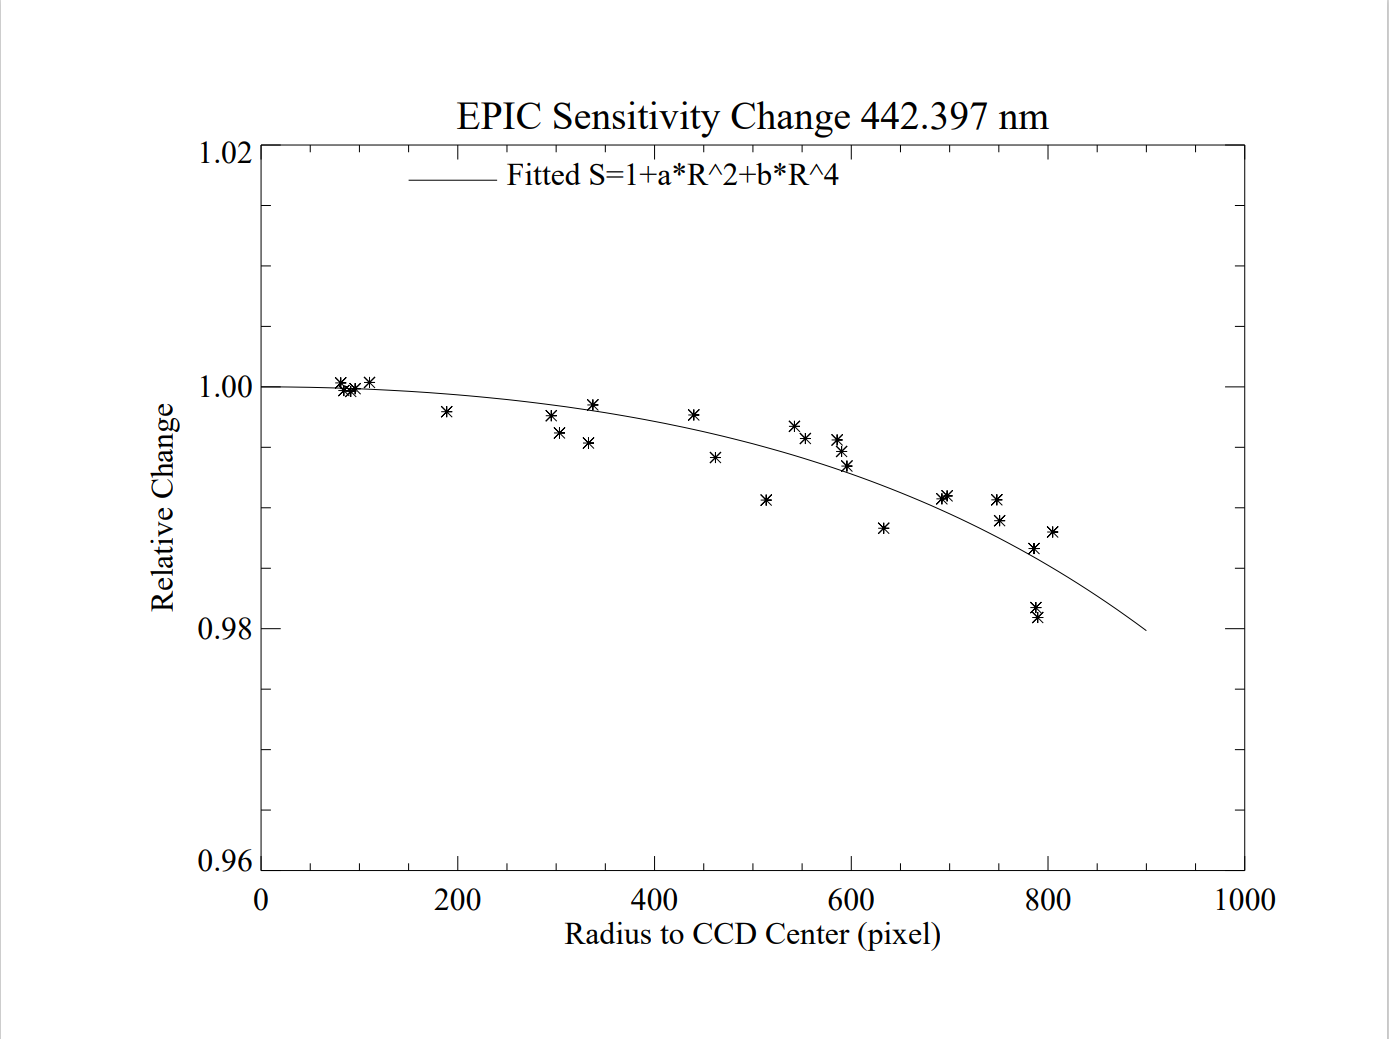 EPIC Sensitivity Change 442.397 nm
1.02
Fitted S=1+a*R^2+b*R^4
1.00
Relative Change
0.98
0.96
0 200 400 600 800 1000
Radius to CCD Center (pixel)